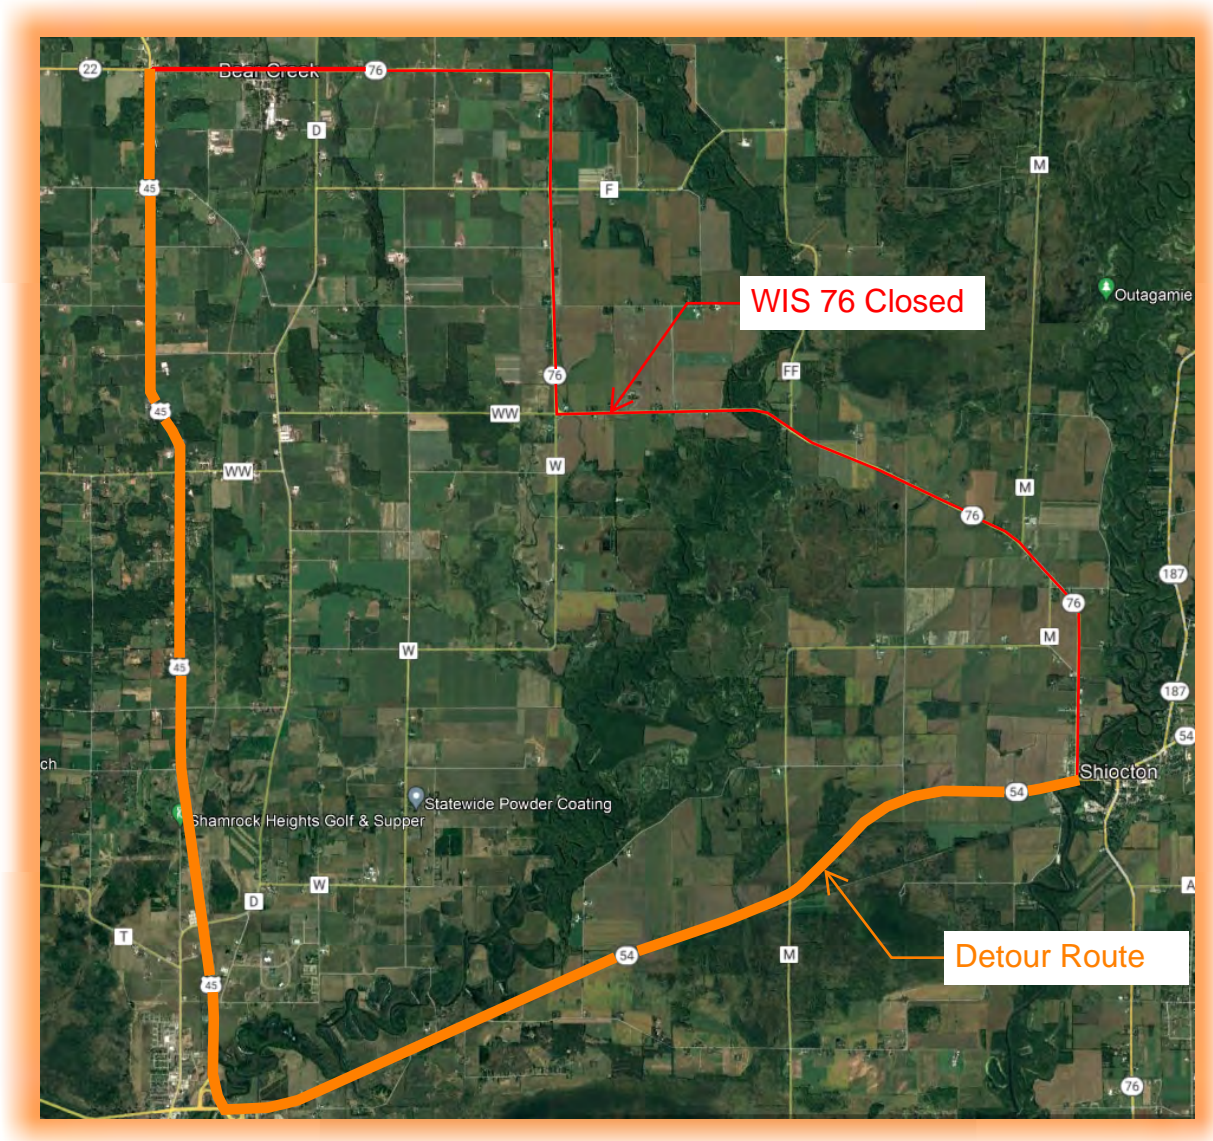 22
Bear Creek
76
D
M
45
F
WIS 76 Closed
Outagamie
76
FF
45
WW
W
WW
M
76
187
76
M
W
45
187
54
ch
Shiocton
54
Statewide Powder Coating
Shamrock Heights Golf & Supper
W
A
D
T
54
M
Detour Route
45
76